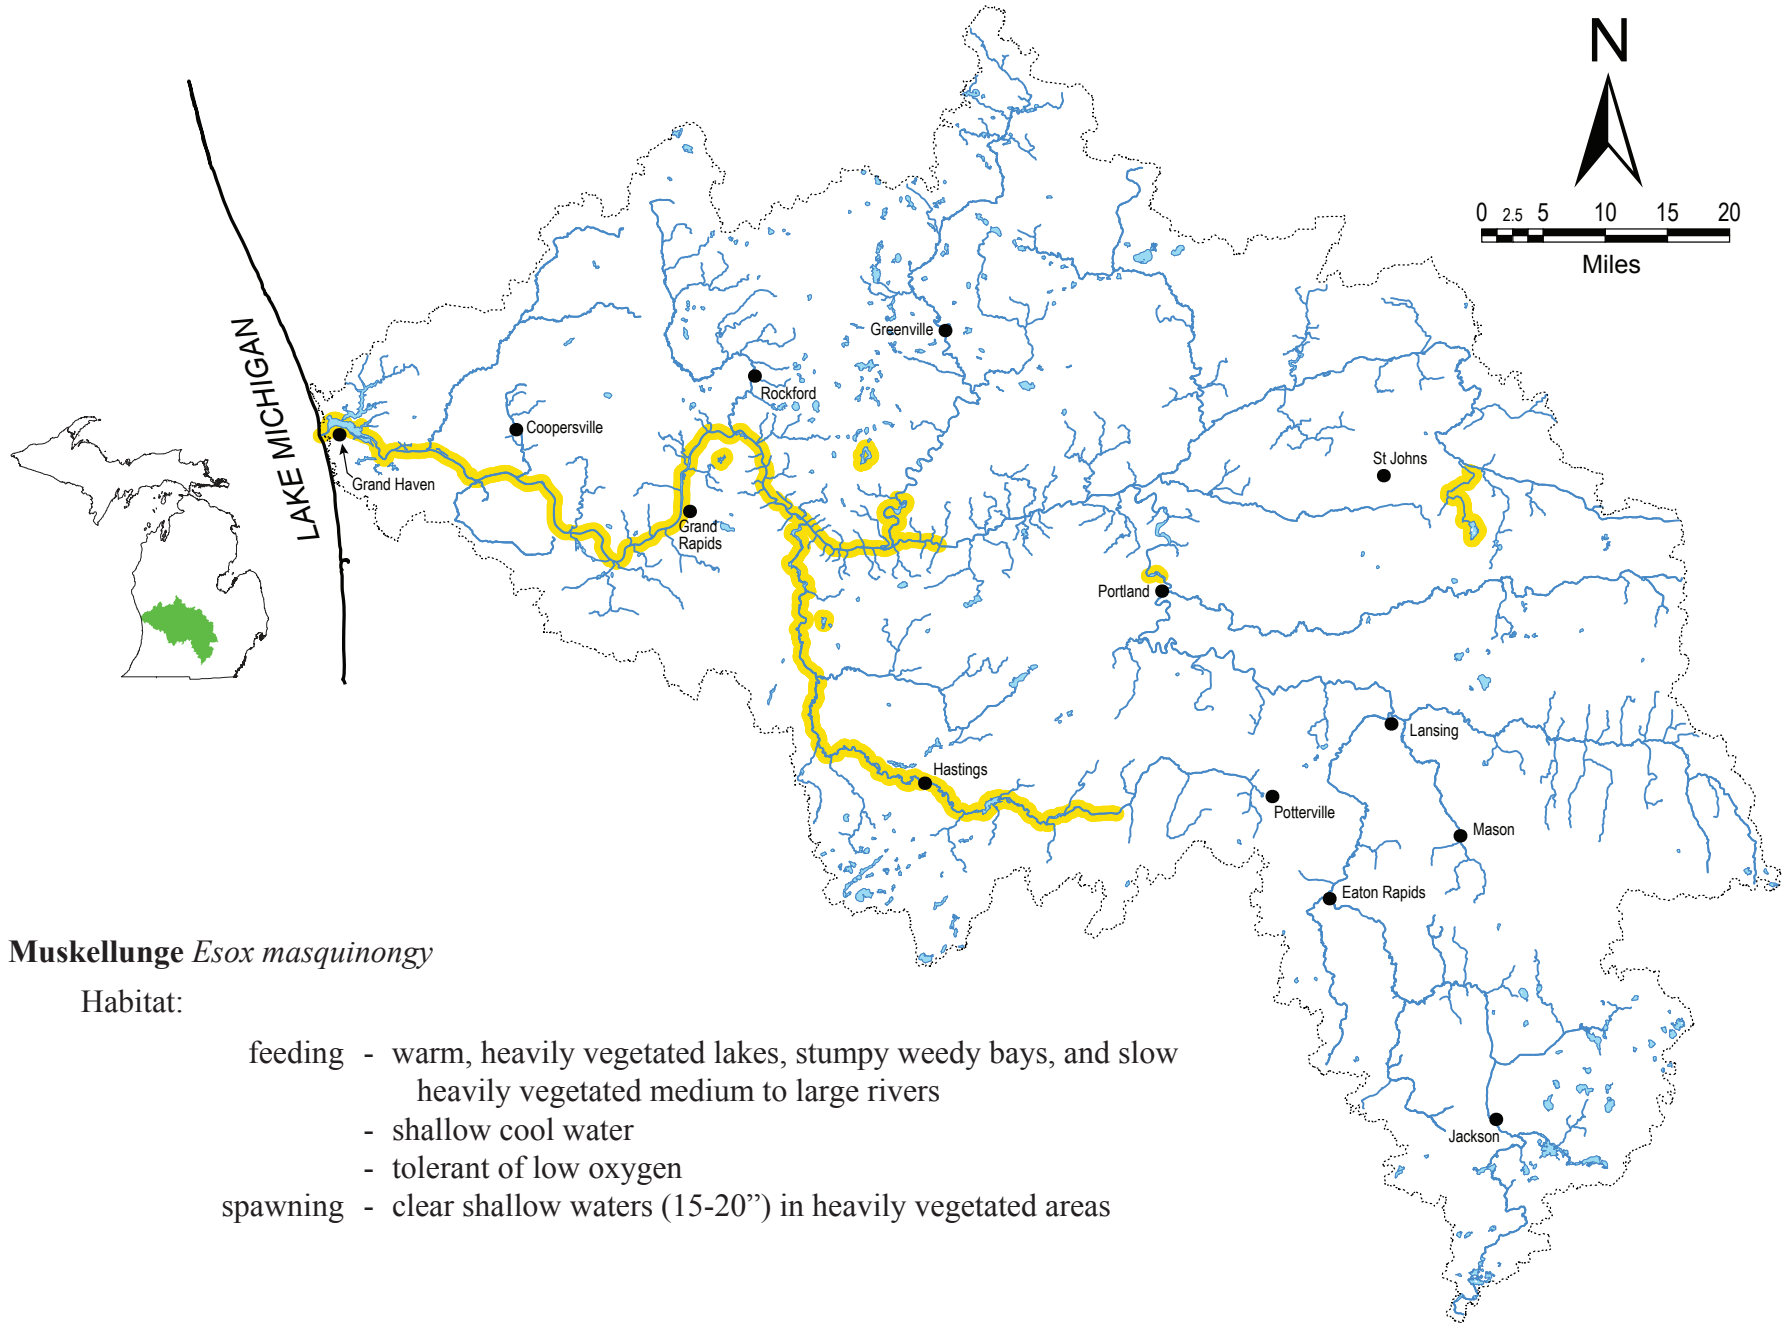 N
0 2.5 5 10 15 20
Miles
LAKE MICHIGAN
Greenville
Rockford
Coopersville
Grand Haven
St Johns
Grand
Rapids
Portland
Lansing
Hastings
Potterville
Mason
Eaton Rapids
Jackson
Muskellunge Esox masquinongy
Habitat:
feeding - warm, heavily vegetated lakes, stumpy weedy bays, and slow
heavily vegetated medium to large rivers
- shallow cool water
- tolerant of low oxygen
spawning - clear shallow waters (15-20”) in heavily vegetated areas